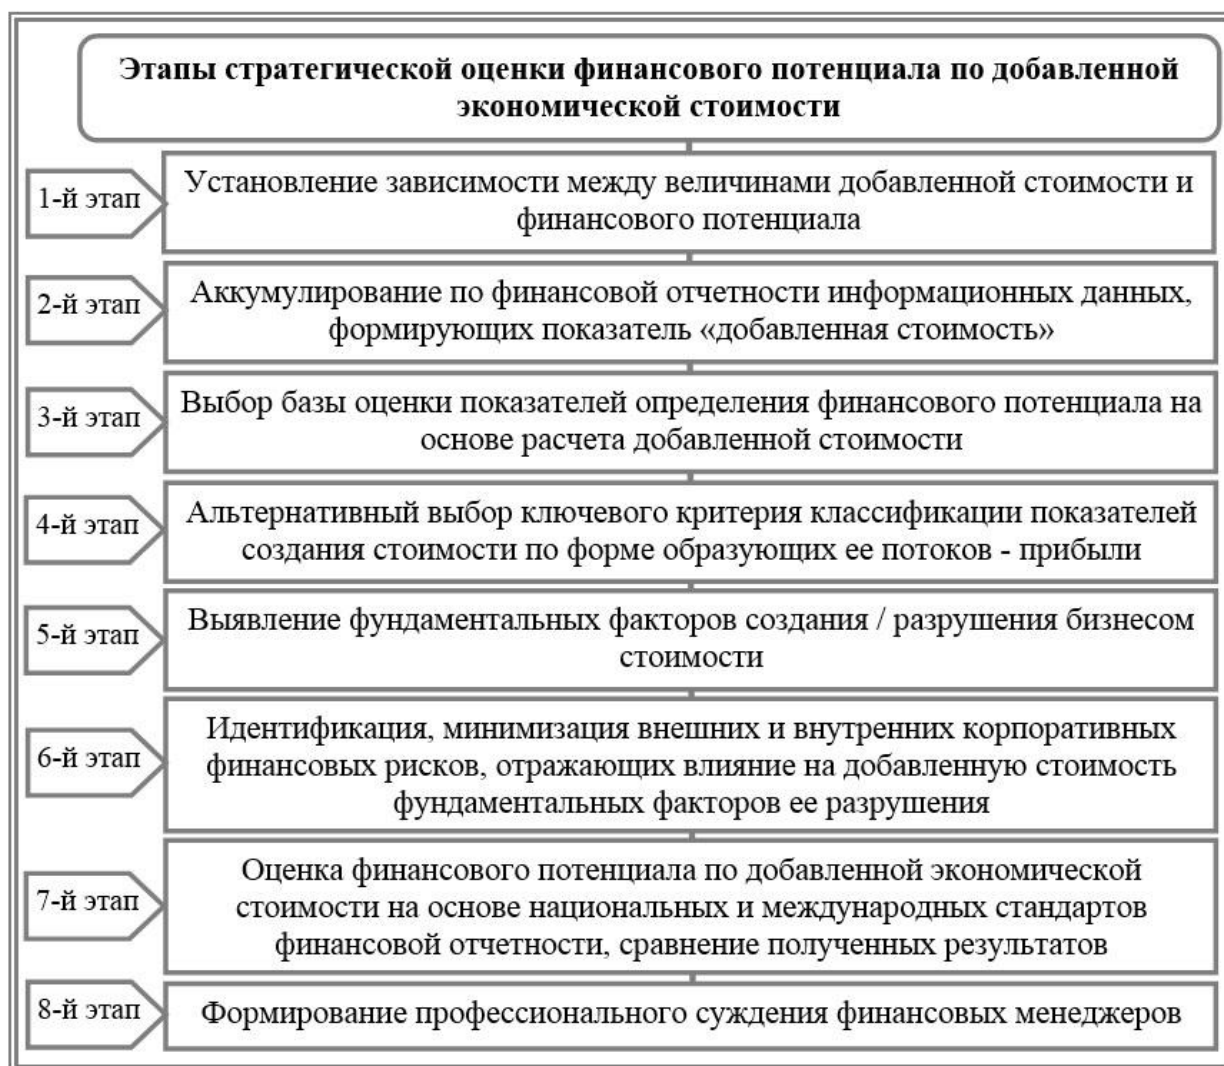 Этапы стратегической оценки финансового потенциала по добавленной
экономической стоимости
1-й этап
Установление зависимости между величинами добавленной стоимости и
финансового потенциала
2-й этап
Аккумулирование по финансовой отчетности информационных данных,
формирующих показатель «добавленная стоимость»
3-й этап
Выбор базы оценки показателей определения финансового потенциала на
основе расчета добавленной стоимости
4-й этап
Альтернативный выбор ключевого критерия классификации показателей
создания стоимости по форме образующих ее потоков - прибыли
5-й этап
Выявление фундаментальных факторов создания / разрушения бизнесом
стоимости
6-й этап
Идентификация, минимизация внешних и внутренних корпоративных
финансовых рисков, отражающих влияние на добавленную стоимость
фундаментальных факторов ее разрушения
7-й этап
Оценка финансового потенциала по добавленной экономической
стоимости на основе национальных и международных стандартов
финансовой отчетности, сравнение полученных результатов
8-й этап
Формирование профессионального суждения финансовых менеджеров